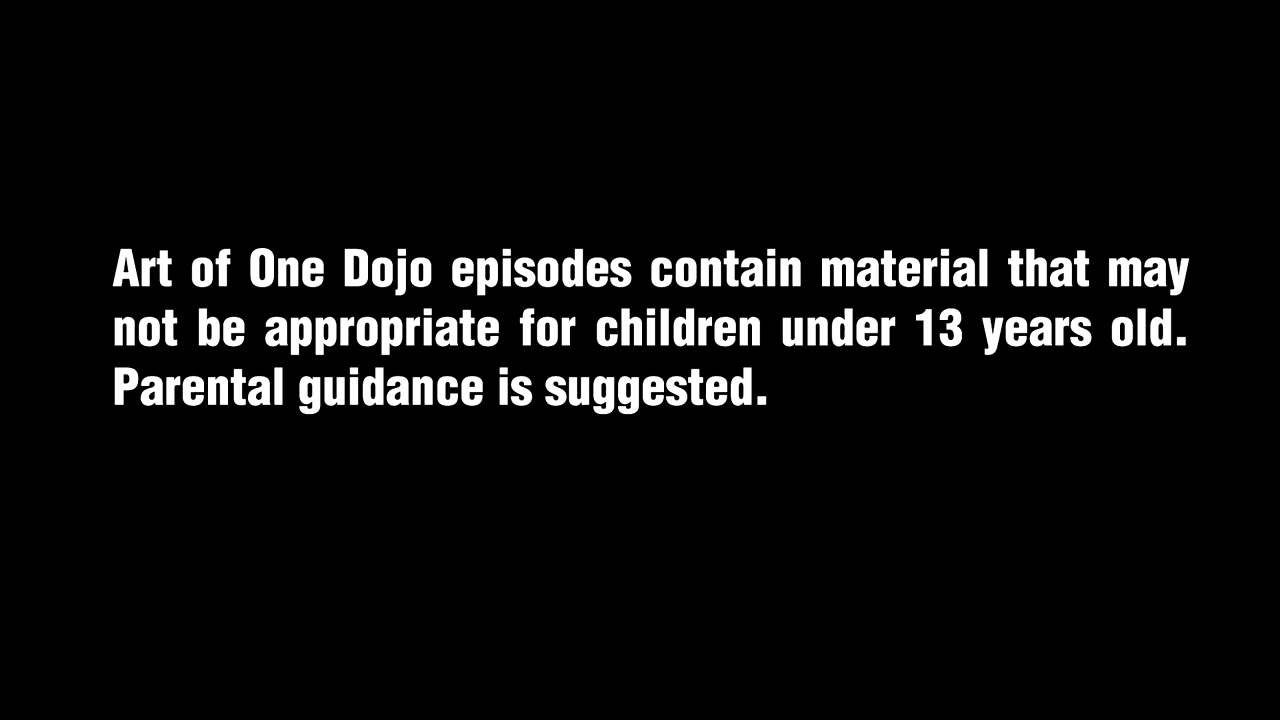 Art of One Dojo episodes contain material that may
not be appropriate for children under 13 years old.
Parental guidance is suggested.